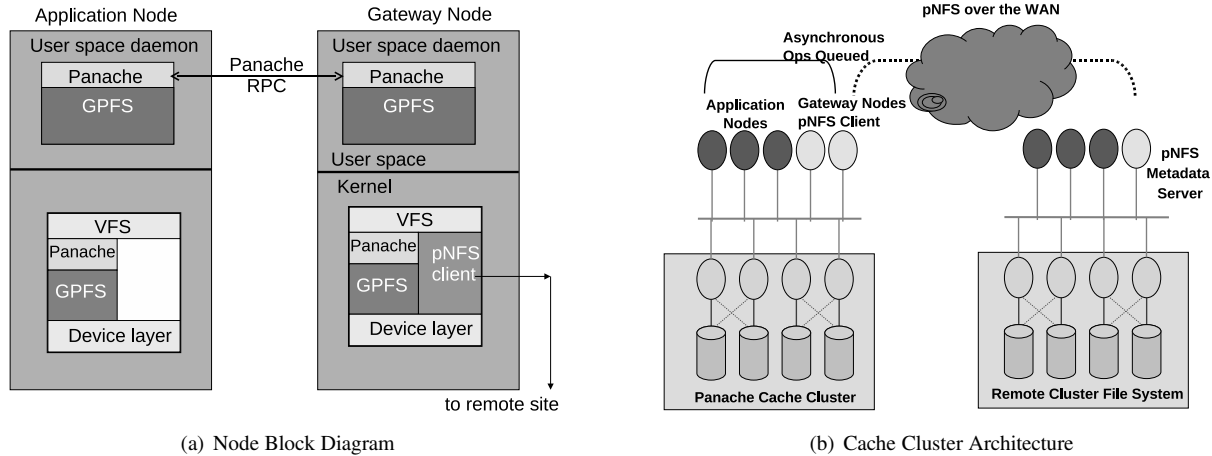 Application Node
Gateway Node
User space daemon
User space daemon
Panache
Panache
RPC
Panache
GPFS
GPFS
User space
Kernel
VFS
Panache
GPFS
Device layer
VFS
Panache
pNFS
client
GPFS
Device layer
to remote site
(a) Node Block Diagram
pNFS over the WAN
Asynchronous
Ops Queued
Application
Nodes
Gateway Nodes
pNFS Client
pNFS
Metadata
Server
Panache Cache Cluster
Remote Cluster File System
(b) Cache Cluster Architecture